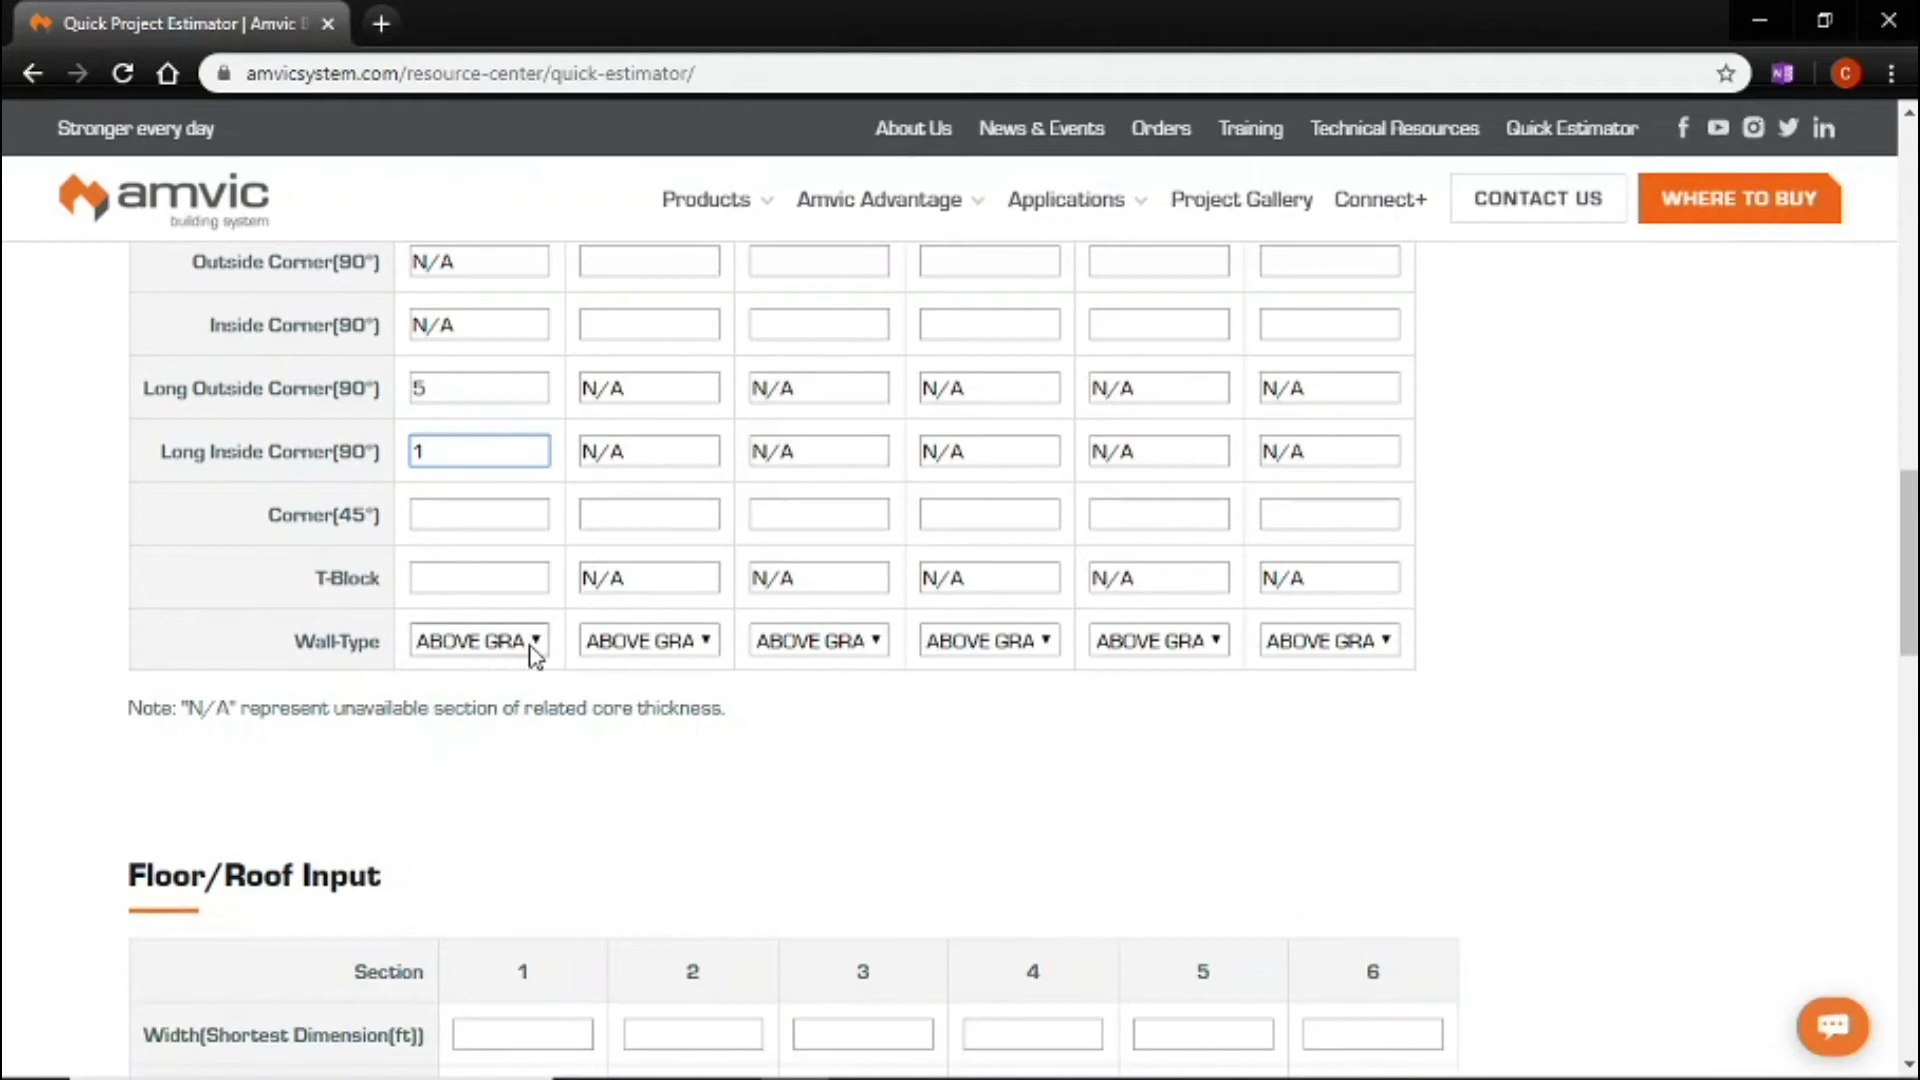 Quick Project Estimator | Amvic
amvicsystem.com/resource-center/quick-estimator/
C
Stronger every day
About Us News & Events Orders Training Technical Resources Quick Estimator
amvic
building system
Products Amvic Advantage Applications Project Gallery Connect+ CONTACT US WHERE TO BUY
Outside Corner(90°) N/A
Inside Corner(90°) N/A
Long Outside Corner(90°) 5 N/A N/A N/A N/A N/A
Long Inside Corner(90°) 1 N/A N/A N/A N/A N/A
Corner(45°)
T-Block N/A N/A N/A N/A N/A
Wall-Type ABOVE GRA ABOVE GRA ABOVE GRA ABOVE GRA ABOVE GRA ABOVE GRA
Note: "N/A" represent unavailable section of related core thickness.
Floor/Roof Input
Section 1 2 3 4 5 6
Width(Shortest Dimension(ft))